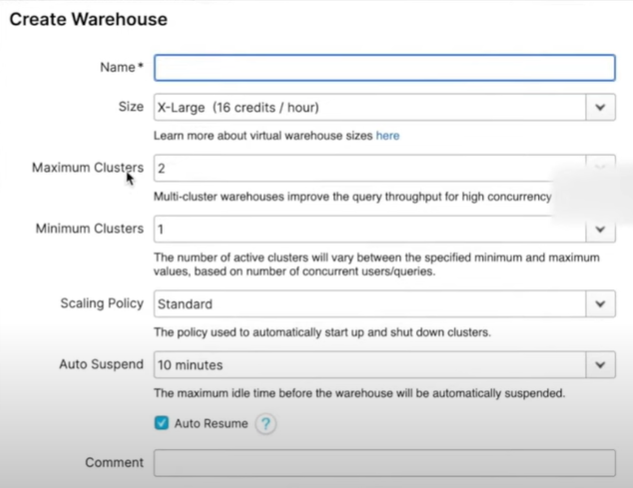 Create Warehouse
Name*
Size X-Large (16 credits / hour)
Learn more about virtual warehouse sizes here
Maximum Clusters 2
Multi-cluster warehouses improve the query throughput for high concurrency
Minimum Clusters 1
The number of active clusters will vary between the specified minimum and maximum
values, based on number of concurrent users/queries.
Scaling Policy Standard
The policy used to automatically start up and shut down clusters.
Auto Suspend 10 minutes
The maximum idle time before the warehouse will be automatically suspended.
Auto Resume ?
Comment